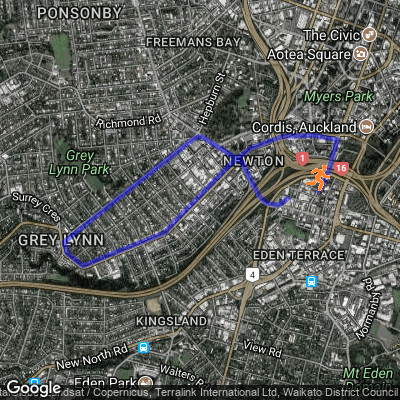 PONSONBY
FREEMANS BAY
The Civic
Aotea Square
Myers Park
Hepburn St
Richmond Rd
Cordis, Auckland
Grey
Lynn Park
NEWTON
1
16
Surrey Cres
GREY LYNN
EDEN TERRACE
4
Normanby Rd
KINGSLAND
New North Rd
View Rd
Mt Eden
Walters
Eden Park
Google
.dsat / Copernicus, Terralink International Ltd, Waikato District Council